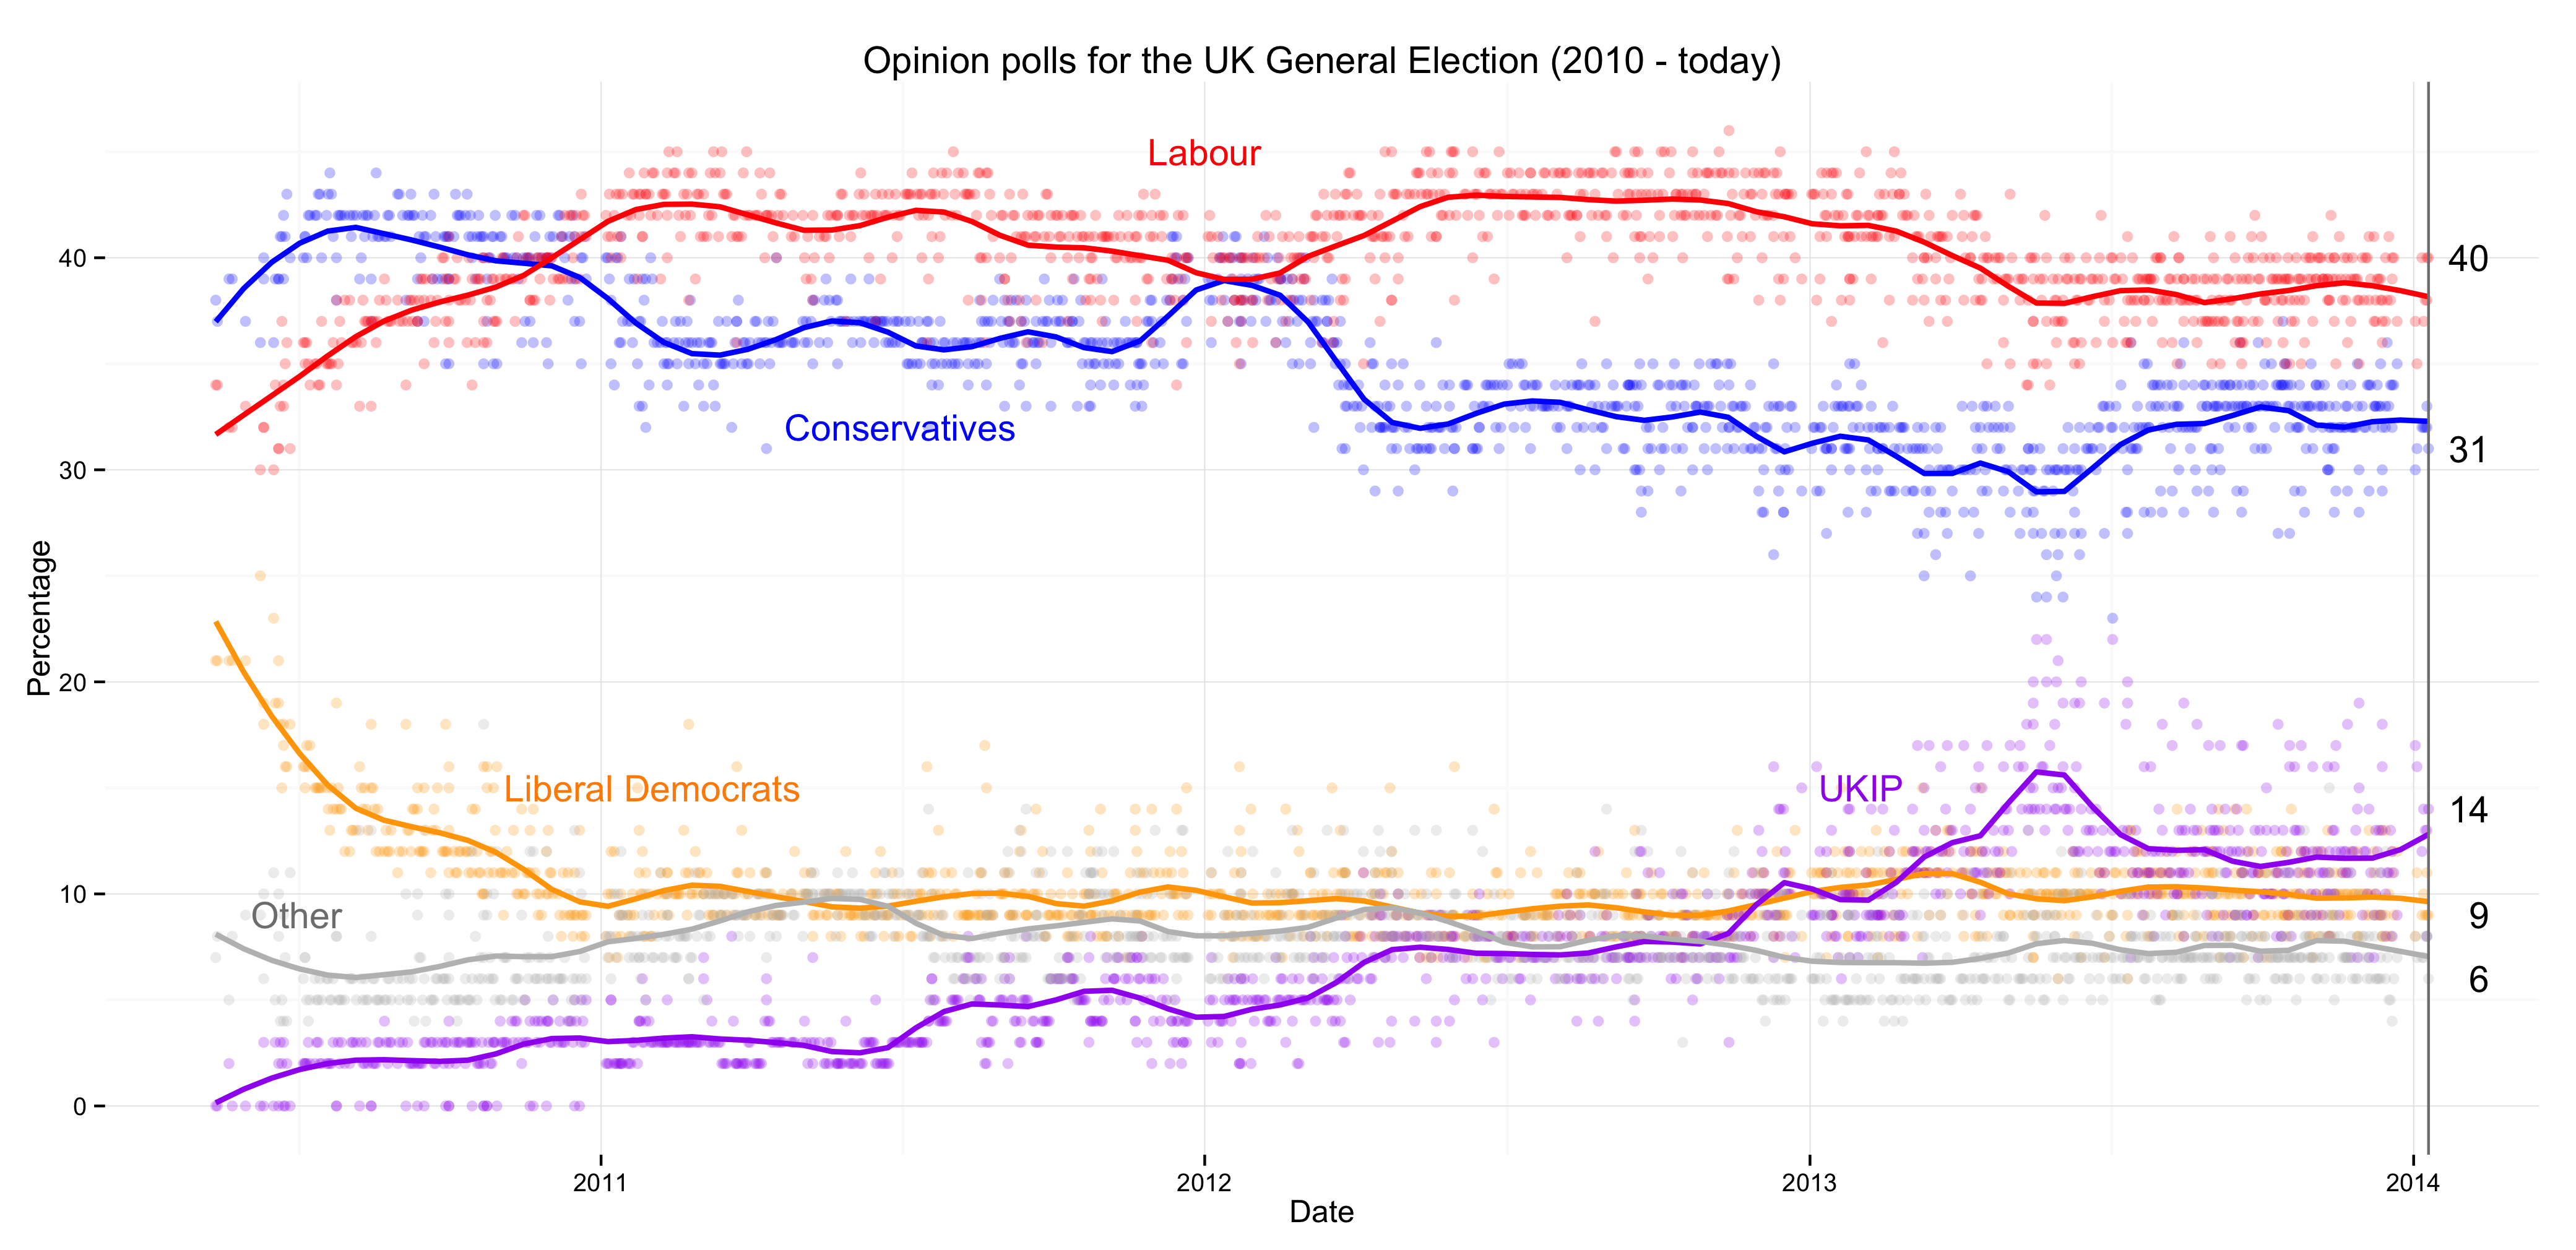 Opinion polls for the UK General Election (2010 - today)
Labour
Conservatives
Liberal Democrats
UKIP
Other
Percentage
40
30
20
10
0
40
31
14
9
6
2011
2012
2013
2014
Date